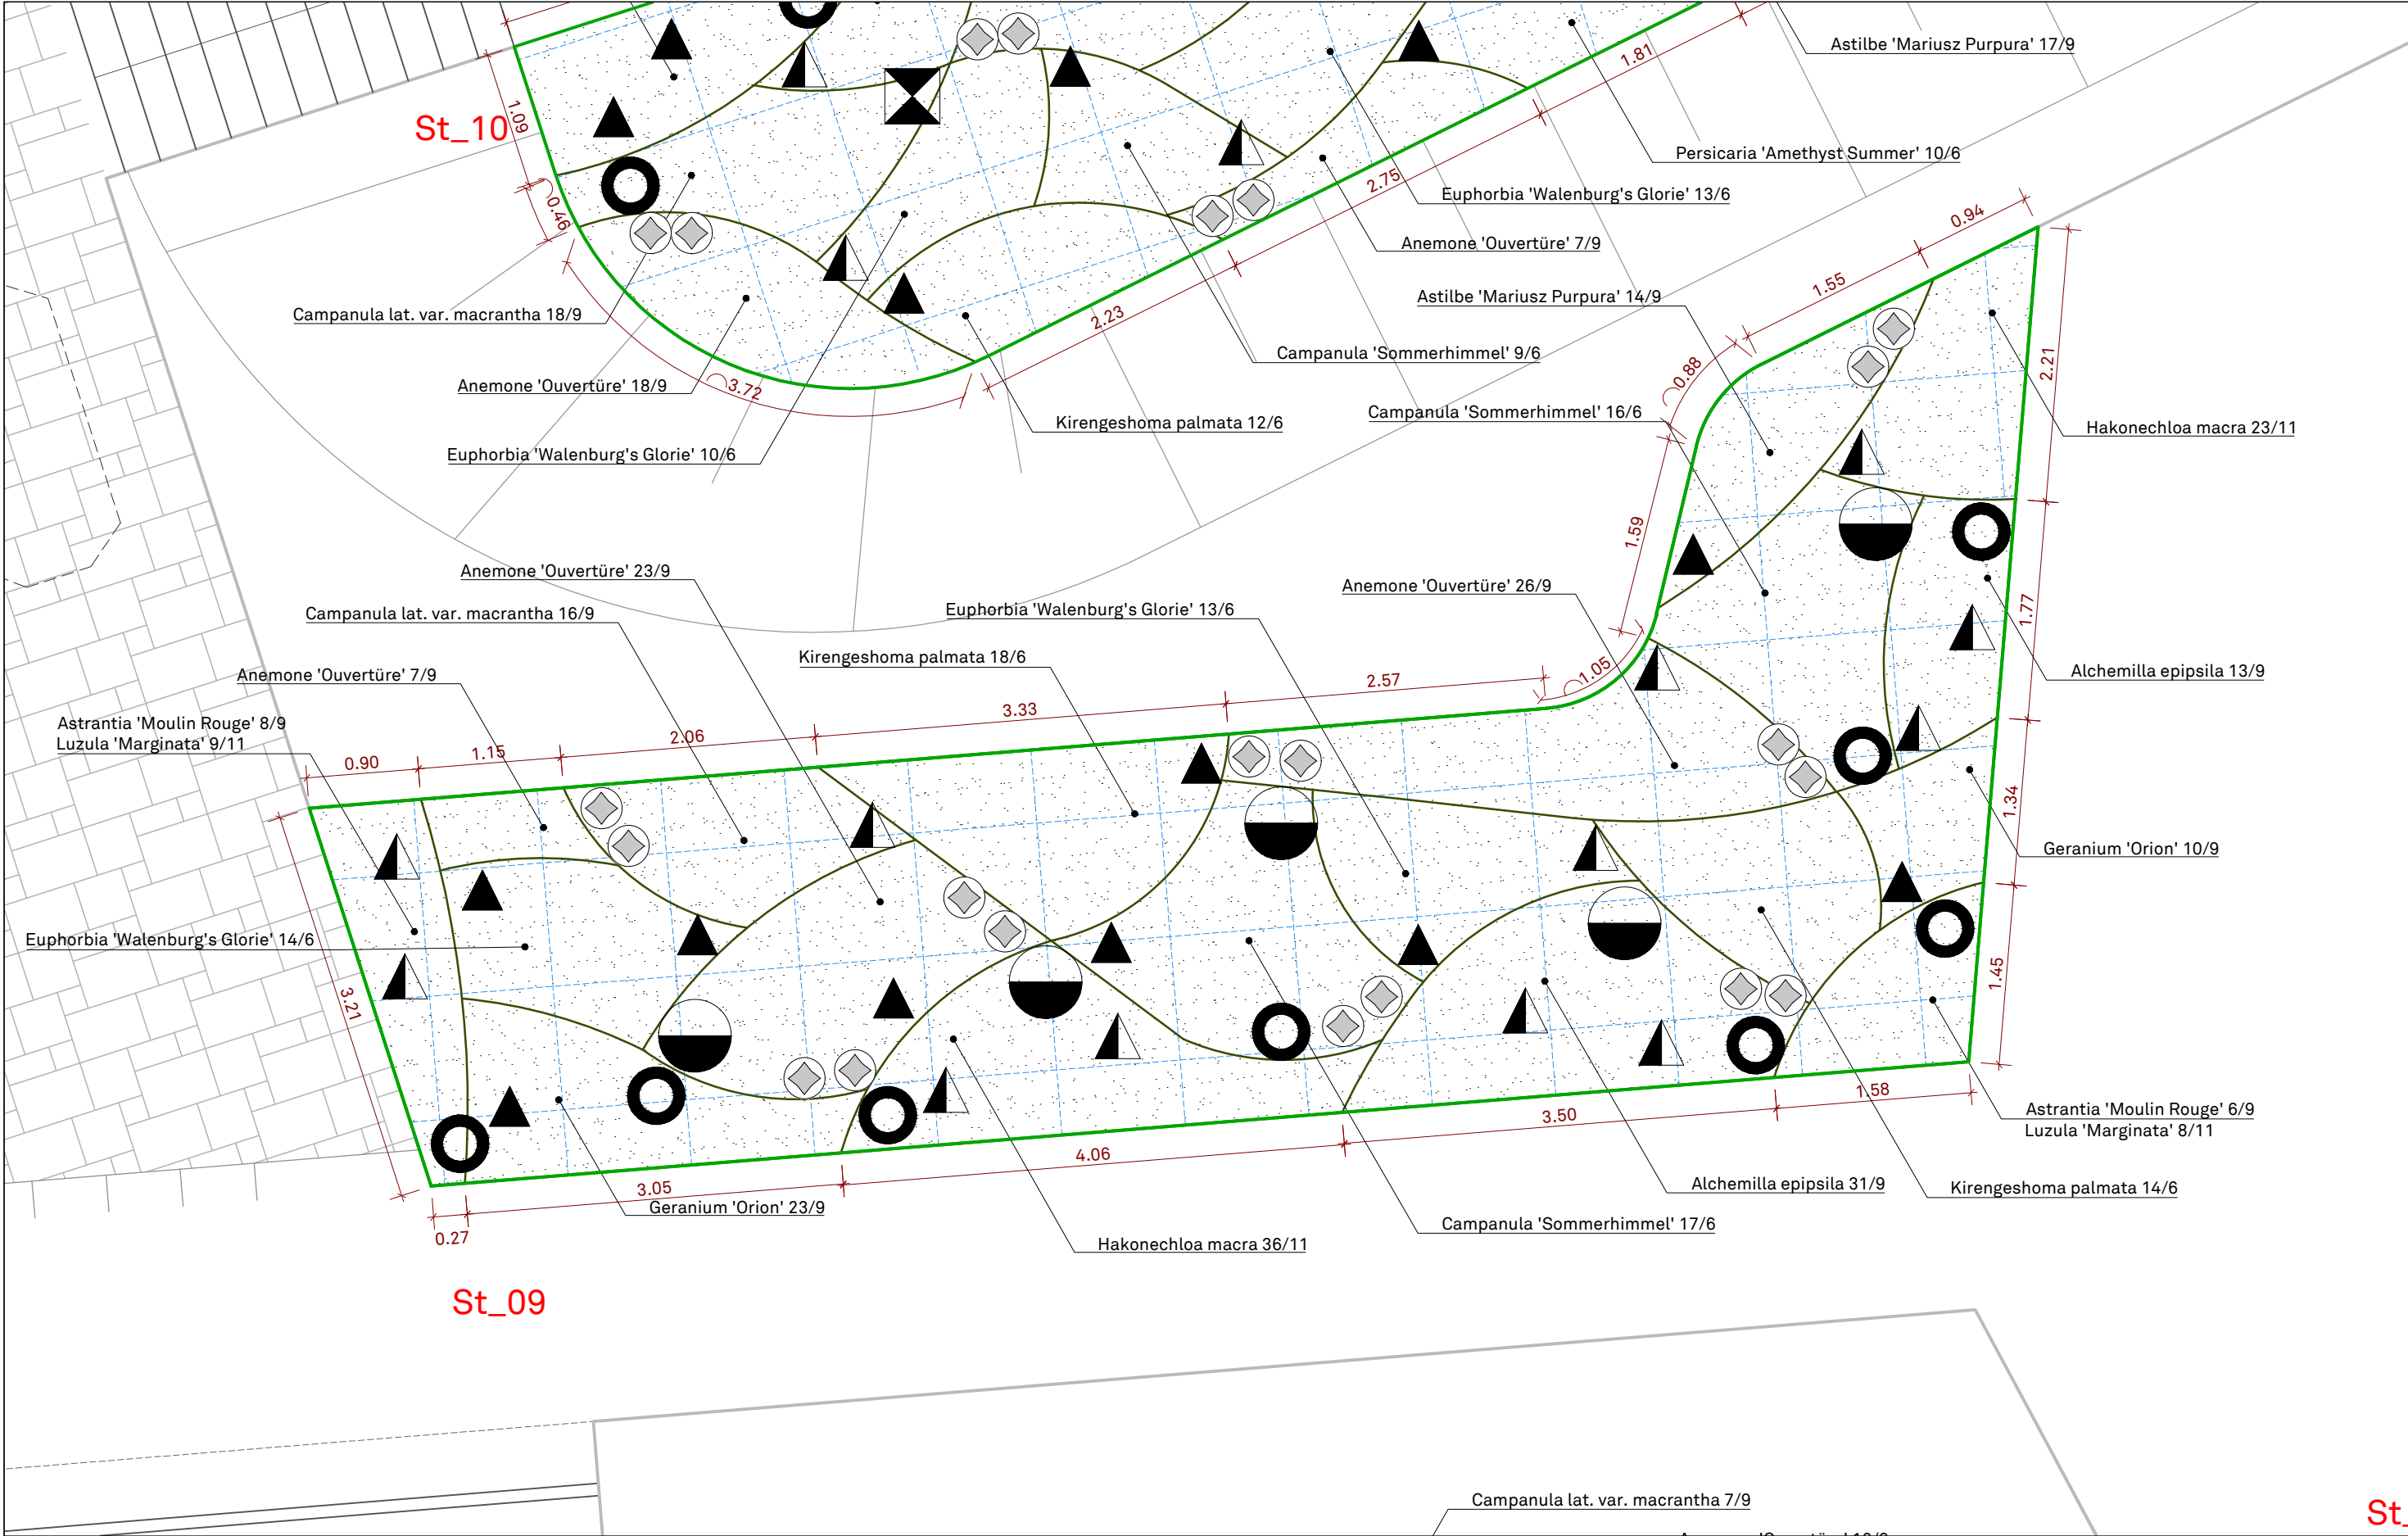 Astilbe 'Mariusz Purpura' 17/9
1.81
1.09
St_10
Persicaria 'Amethyst Summer' 10/6
2.75
Euphorbia 'Walenburg's Glorie' 13/6
0.46
0.94
Anemone 'Ouvertüre' 7/9
1.55
Astilbe 'Mariusz Purpura' 14/9
Campanula lat. var. macrantha 18/9
2.23
Campanula 'Sommerhimmel' 9/6
2.21
0.88
Anemone 'Ouvertüre' 18/9
3.72
Campanula 'Sommerhimmel' 16/6
Kirengeshoma palmata 12/6
Hakonechloa macra 23/11
Euphorbia 'Walenburg's Glorie' 10/6
1.59
Anemone 'Ouvertüre' 23/9
Anemone 'Ouvertüre' 26/9
Campanula lat. var. macrantha 16/9
Euphorbia 'Walenburg's Glorie' 13/6
1.77
Kirengeshoma palmata 18/6
Anemone 'Ouvertüre' 7/9
1.05
Alchemilla epipsila 13/9
2.57
Astrantia 'Moulin Rouge' 8/9
Luzula 'Marginata' 9/11
3.33
2.06
1.15
0.90
1.34
Geranium 'Orion' 10/9
Euphorbia 'Walenburg's Glorie' 14/6
1.45
3.21
1.58
Astrantia 'Moulin Rouge' 6/9
Luzula 'Marginata' 8/11
3.50
4.06
Alchemilla epipsila 31/9
Kirengeshoma palmata 14/6
3.05
Geranium 'Orion' 23/9
Campanula 'Sommerhimmel' 17/6
0.27
Hakonechloa macra 36/11
St_09
Campanula lat. var. macrantha 7/9
St_